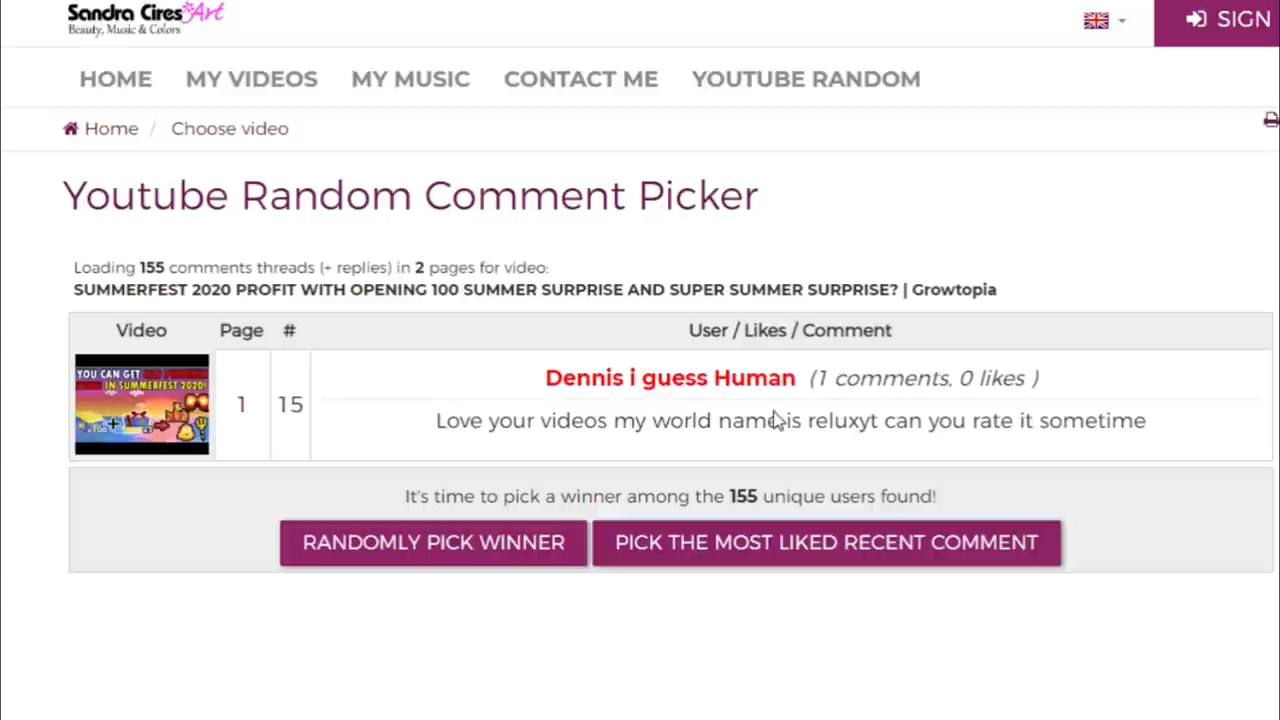 Sandra Cires Art
Beauty, Music & Colors
SIGN
HOME MY VIDEOS MY MUSIC CONTACT ME YOUTUBE RANDOM
Home / Choose video
Youtube Random Comment Picker
Loading 155 comments threads (+ replies) in 2 pages for video:
SUMMERFEST 2020 PROFIT WITH OPENING 100 SUMMER SURPRISE AND SUPER SUMMER SURPRISE? | Growtopia
Video Page # User / Likes / Comment
YOU CAN GET
IN SUMMERFEST 2020!
1 15
Dennis i guess Human (1 comments, 0 likes )
Love your videos my world name is reluxyt can you rate it sometime
It's time to pick a winner among the 155 unique users found!
RANDOMLY PICK WINNER PICK THE MOST LIKED RECENT COMMENT